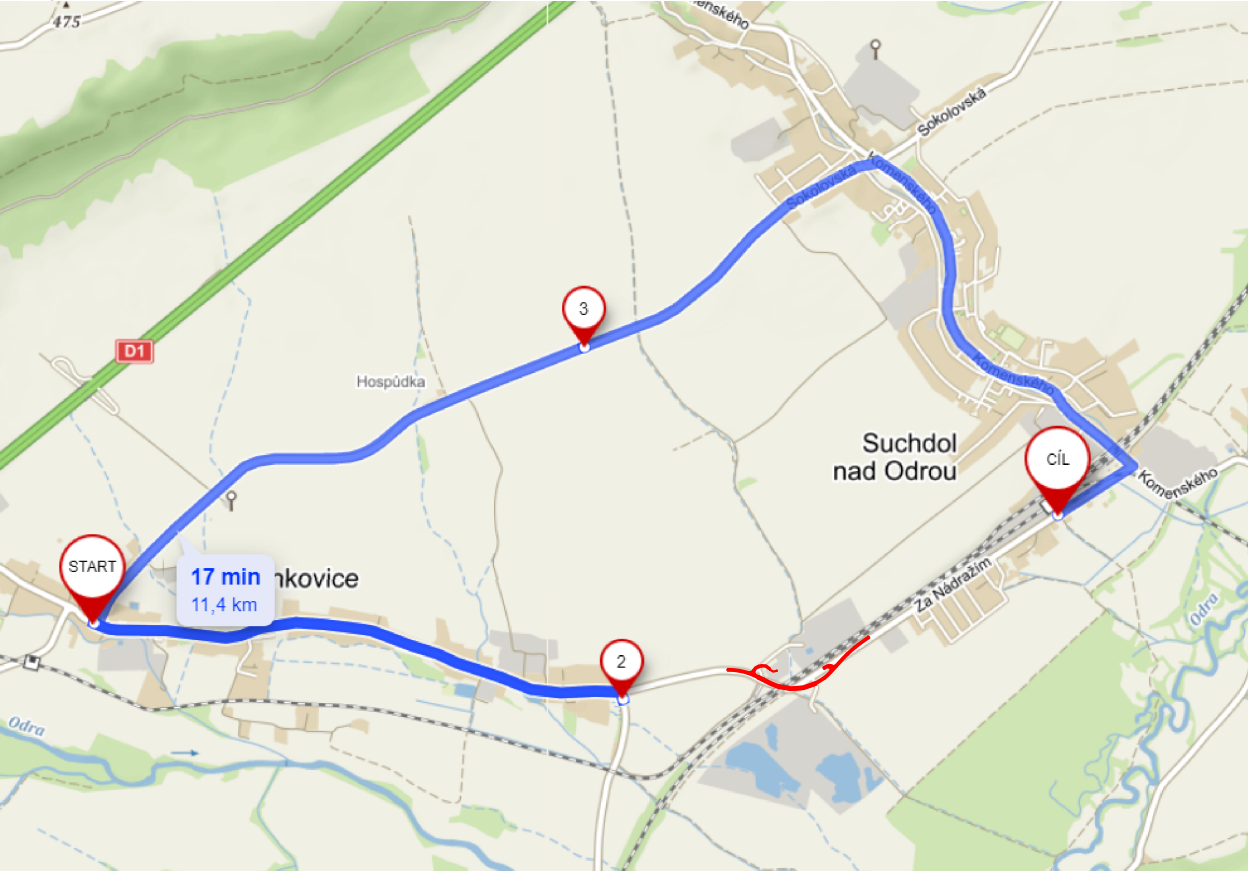 475
Komenského
Sokolovská
Komenského
Sokolovská
3
D1
Hospůdka
Komenského
Suchdol
nad Odrou
CÍL
Komenského
START
17 min
11,4 km
Za Nádražím
Odra
2
Odra